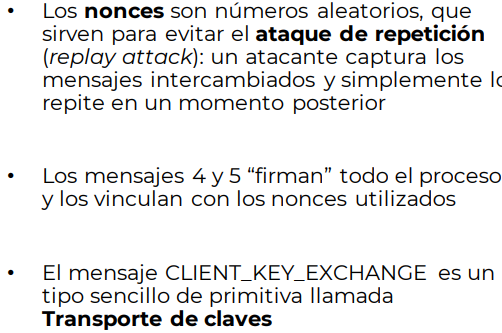 • Los nonces son números aleatorios, que
sirven para evitar el ataque de repetición
(replay attack): un atacante captura los
mensajes intercambiados y simplemente lo
repite en un momento posterior
• Los mensajes 4 y 5 “firman” todo el proceso
y los vinculan con los nonces utilizados
• El mensaje CLIENT_KEY_EXCHANGE es un
tipo sencillo de primitiva llamada
Transporte de claves